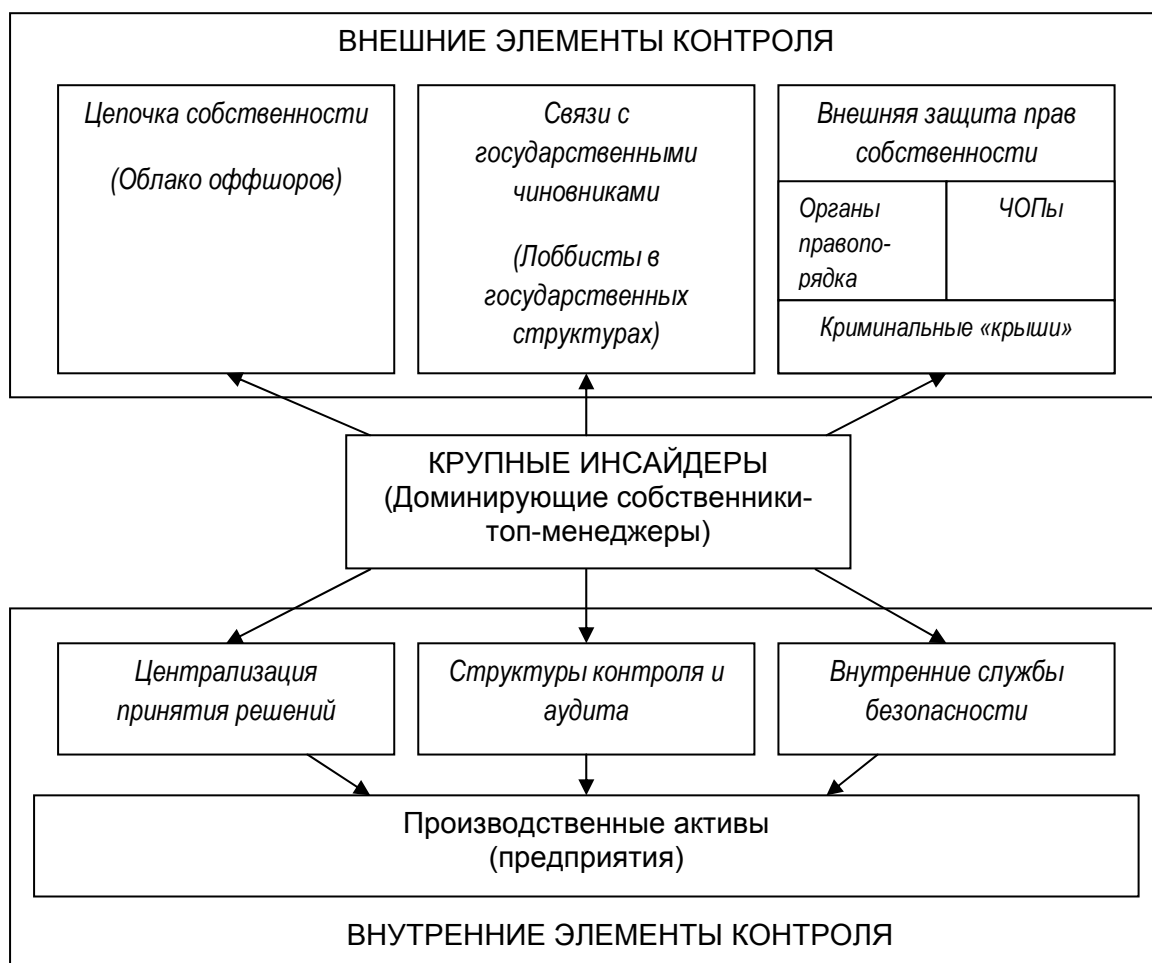 ВНЕШНИЕ ЭЛЕМЕНТЫ КОНТРОЛЯ
Цепочка собственности
(Облако оффшоров)
Связи с
государственными
чиновниками
(Лоббисты в
государственных
структурах)
Внешняя защита прав
собственности
Органы
правопо-
рядка
ЧОПы
Криминальные «крыши»
КРУПНЫЕ ИНСАЙДЕРЫ
(Доминирующие собственники-
топ-менеджеры)
Централизация
принятия решений
Структуры контроля и
аудита
Внутренние службы
безопасности
Производственные активы
(предприятия)
ВНУТРЕННИЕ ЭЛЕМЕНТЫ КОНТРОЛЯ